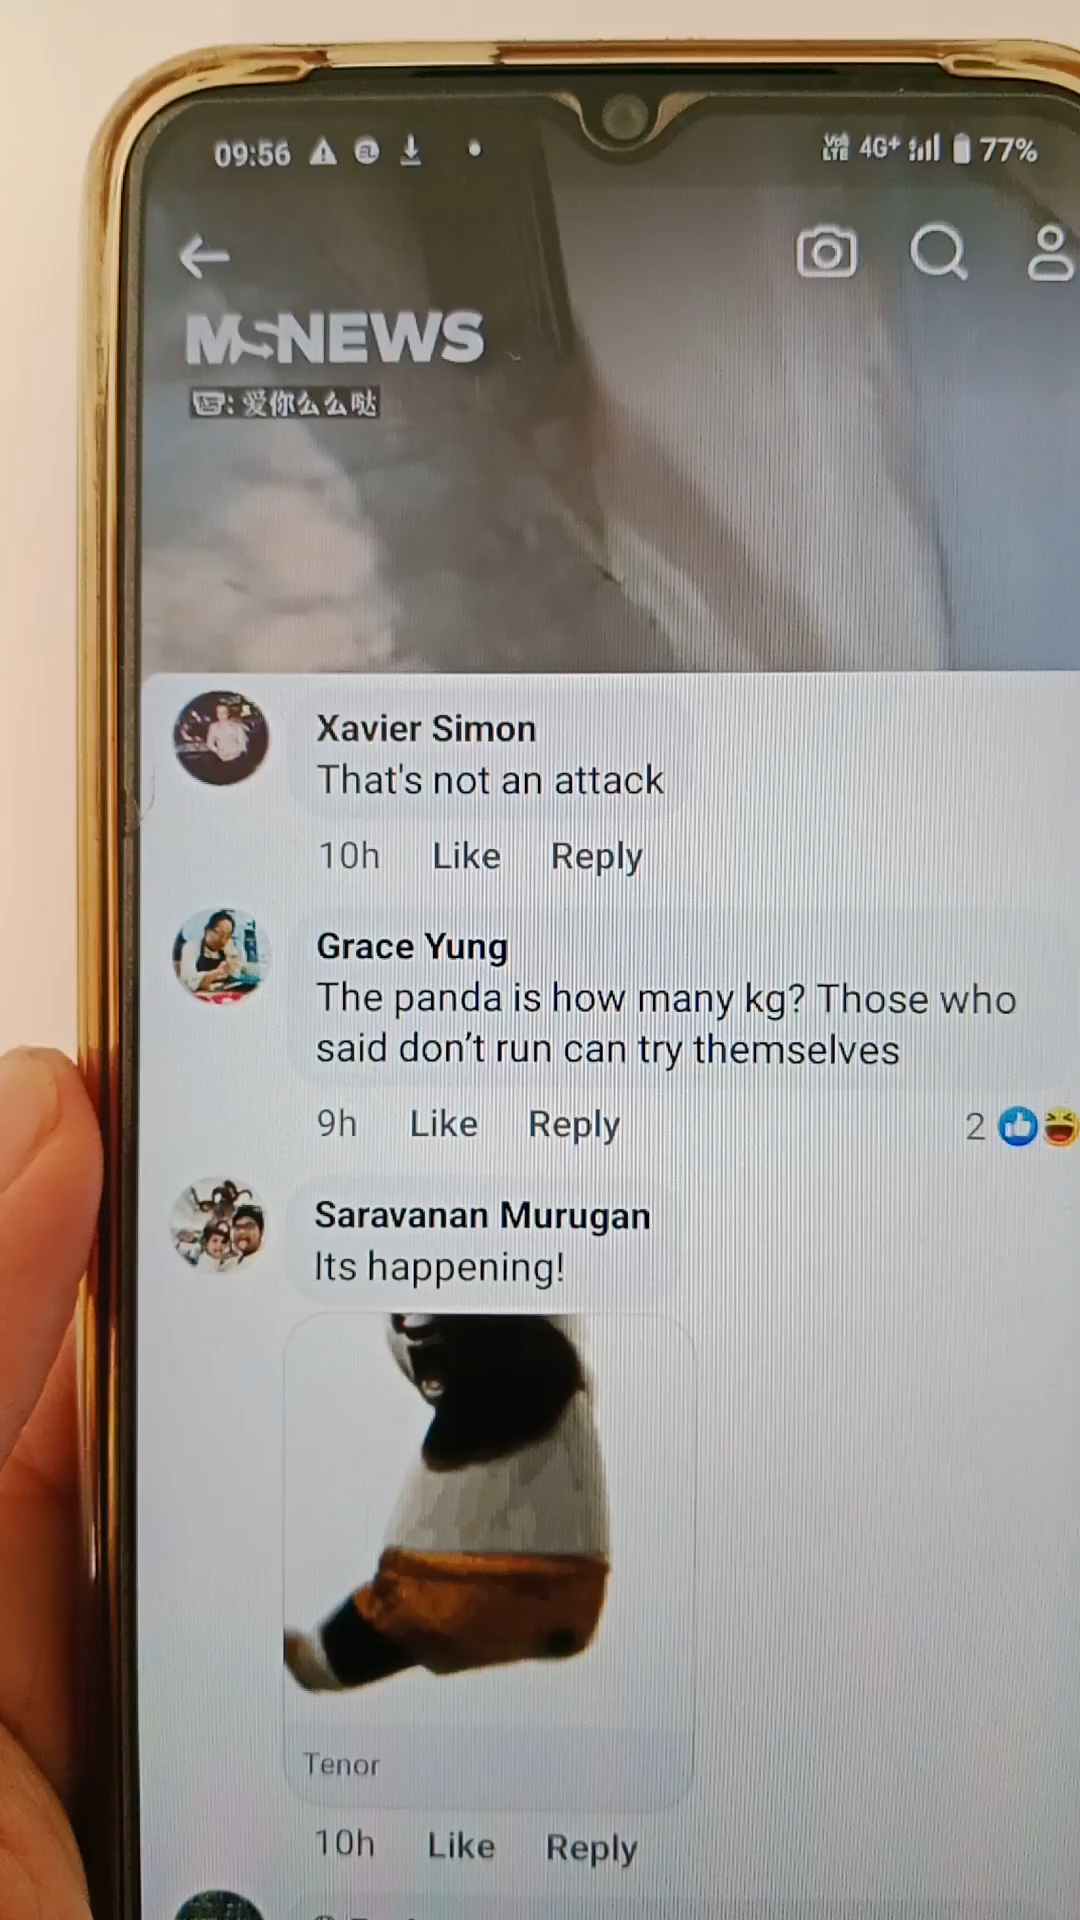 09:56
VoLTE 4G+ 77%
MSNEWS
: 爱你么么哒
Xavier Simon
That's not an attack
10h Like Reply
Grace Yung
The panda is how many kg? Those who
said don’t run can try themselves
9h Like Reply 2
Saravanan Murugan
Its happening!
Tenor
10h Like Reply